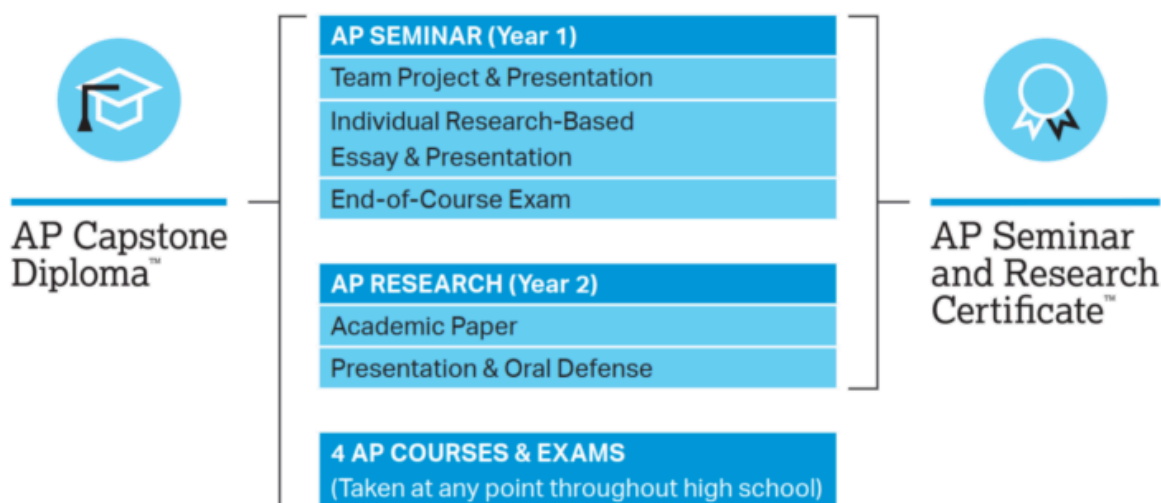 AP SEMINAR (Year 1)
Team Project & Presentation
Individual Research-Based
Essay & Presentation
End-of-Course Exam
AP Capstone
Diploma™
AP Seminar
and Research
Certificate™
AP RESEARCH (Year 2)
Academic Paper
Presentation & Oral Defense
4 AP COURSES & EXAMS
(Taken at any point throughout high school)